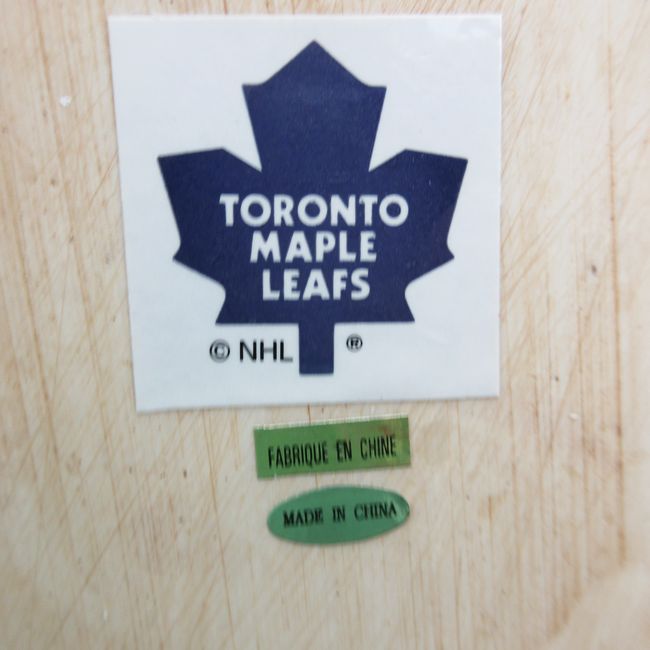 TORONTO
MAPLE
LEAFS
© NHL ®
FABRIQUE EN CHINE
MADE IN CHINA